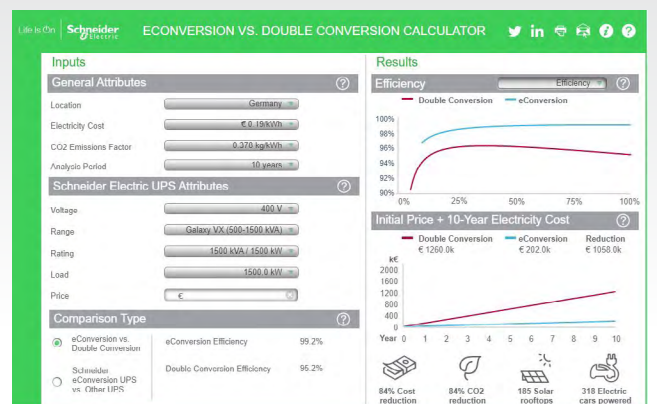 Life Is On Schneider Electric ECONVERSION VS. DOUBLE CONVERSION CALCULATOR
Inputs
General Attributes ?
Location Germany
Electricity Cost € 0.19/kWh
CO2 Emissions Factor 0.370 kg/kWh
Analysis Period 10 years
Schneider Electric UPS Attributes ?
Voltage 400 V
Range Galaxy VX (500-1500 kVA)
Rating 1500 kVA / 1500 kW
Load 1500.0 kW
Price €
Comparison Type ?
eConversion vs.
Double Conversion
eConversion Efficiency 99.2%
Schneider
eConversion UPS
vs. Other UPS
Double Conversion Efficiency 95.2%
Results
Efficiency Efficiency ?
Double Conversion eConversion
100%
98%
96%
94%
92%
90%
0% 25% 50% 75% 100%
Initial Price + 10-Year Electricity Cost ?
Double Conversion eConversion Reduction
€ 1260.0k € 202.0k € 1058.0k
k€
2000
1600
1200
800
400
0
Year 0 1 2 3 4 5 6 7 8 9 10
84% Cost
reduction
84% CO2
reduction
185 Solar
rooftops
318 Electric
cars powered